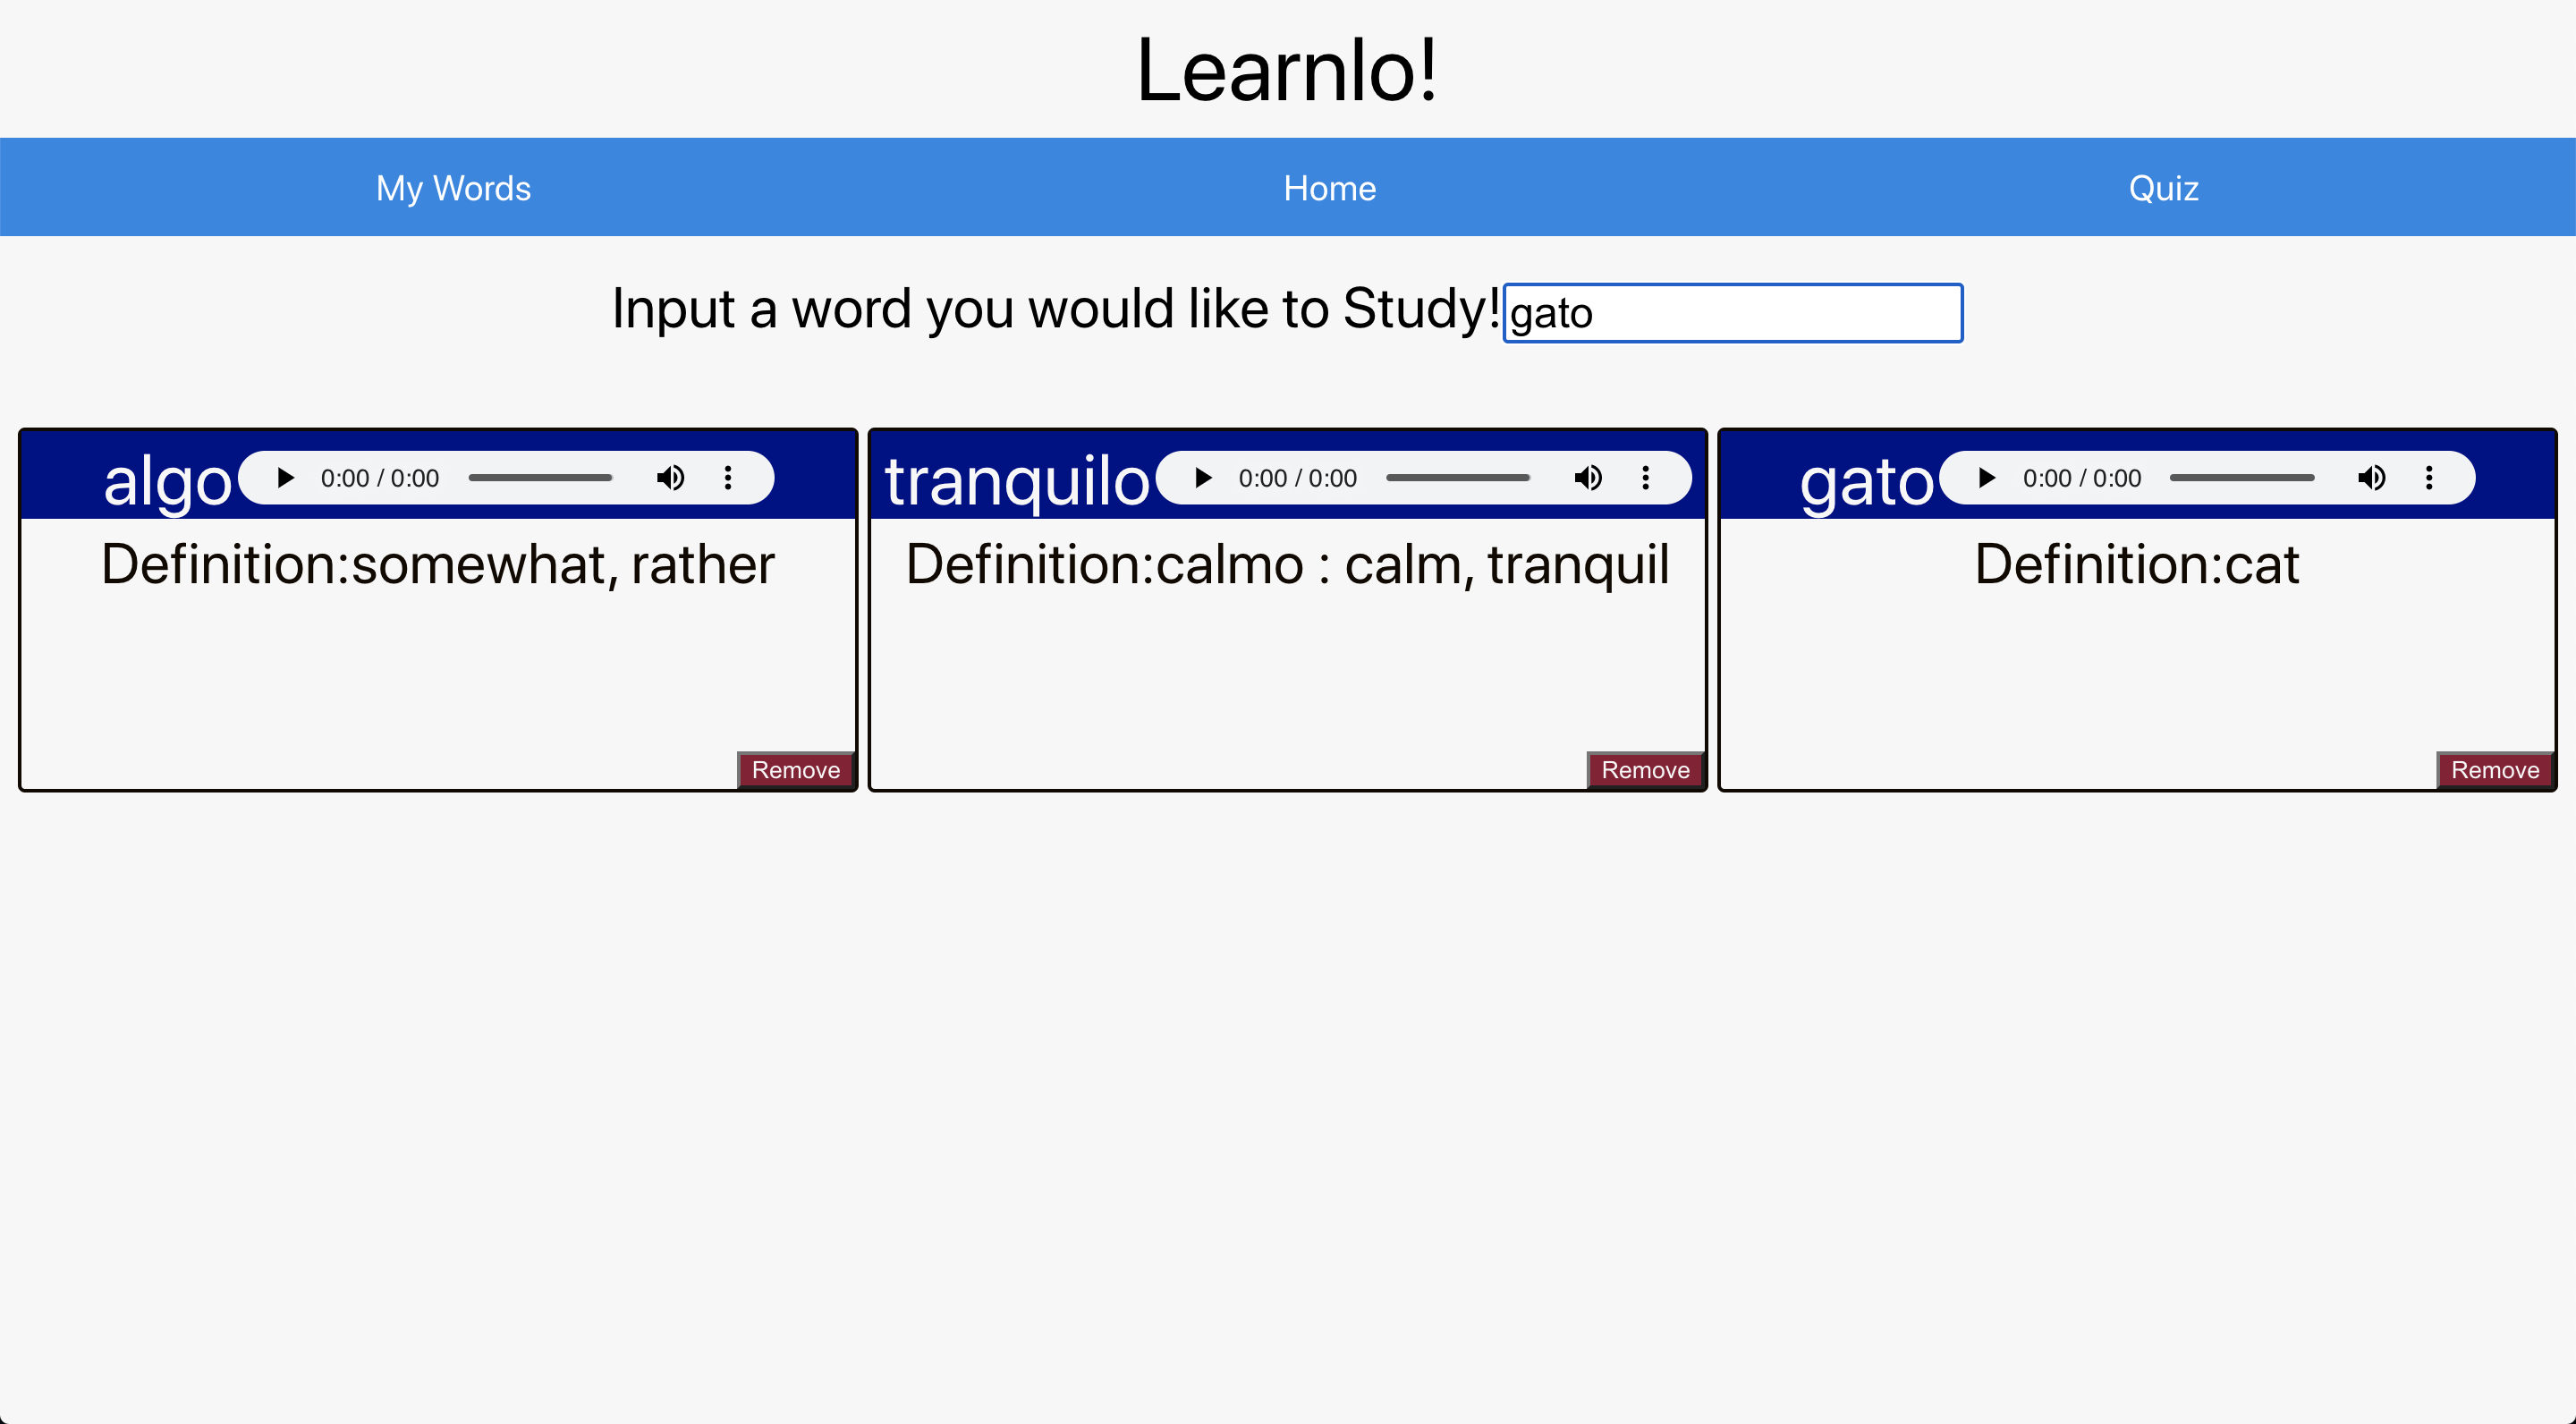 Learnlo!
My Words Home Quiz
Input a word you would like to Study! gato
algo 0:00 / 0:00
Definition:somewhat, rather
Remove
tranquilo 0:00 / 0:00
Definition:calmo : calm, tranquil
Remove
gato 0:00 / 0:00
Definition:cat
Remove